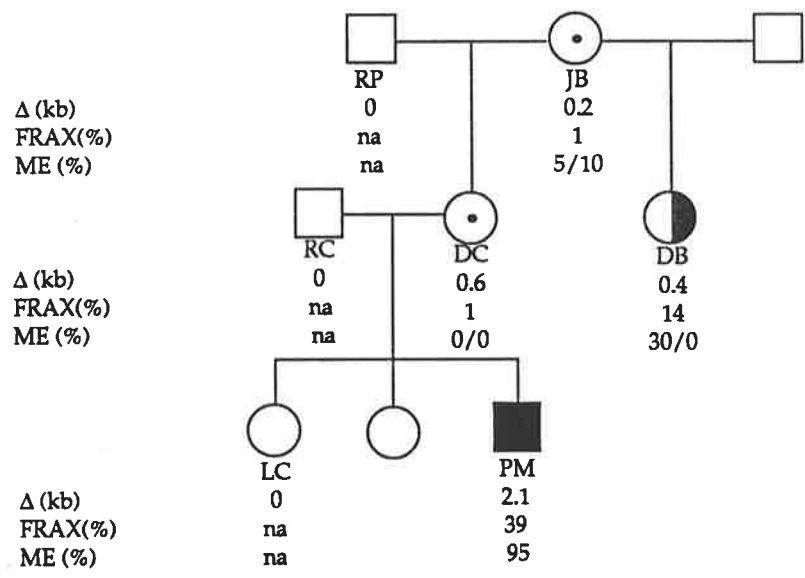 RP JB
Δ (kb) 0 0.2
FRAX(%) na 1
ME (%) na 5/10
RC DC DB
Δ (kb) 0 0.6 0.4
FRAX(%) na 1 14
ME (%) na 0/0 30/0
LC PM
Δ (kb) 0 2.1
FRAX(%) na 39
ME (%) na 95